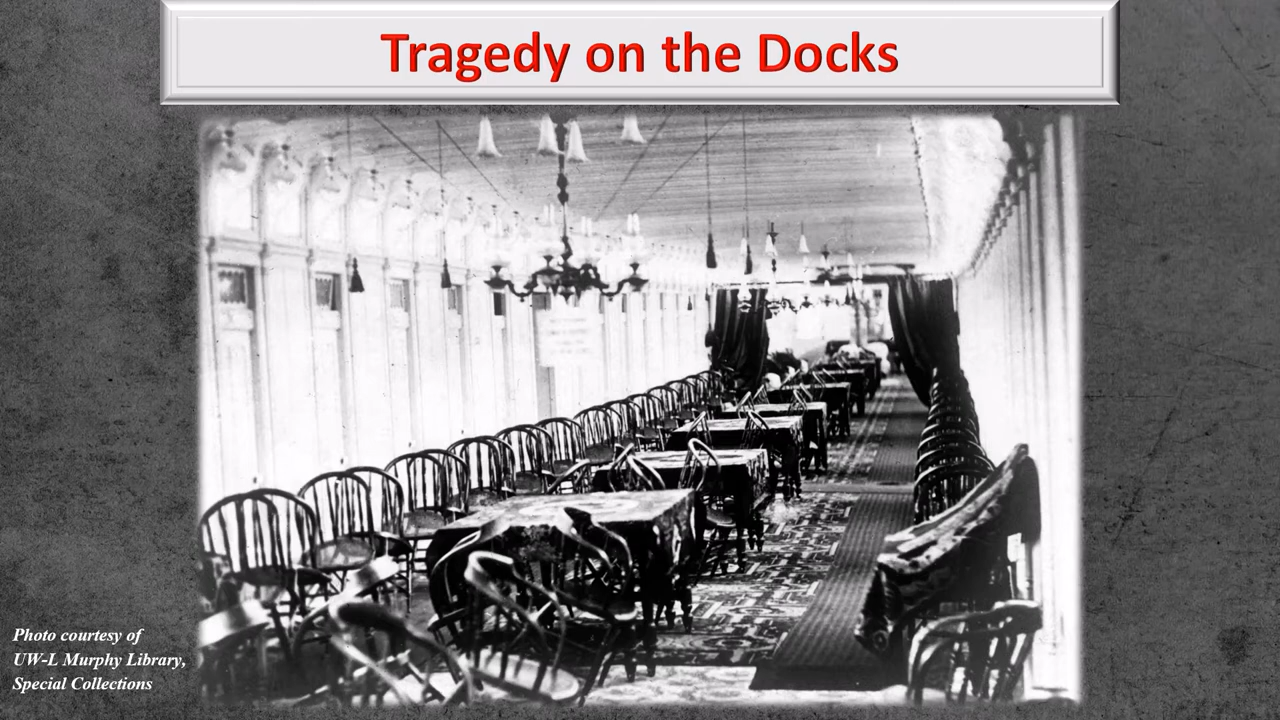 Tragedy on the Docks
Photo courtesy of
UW-L Murphy Library,
Special Collections